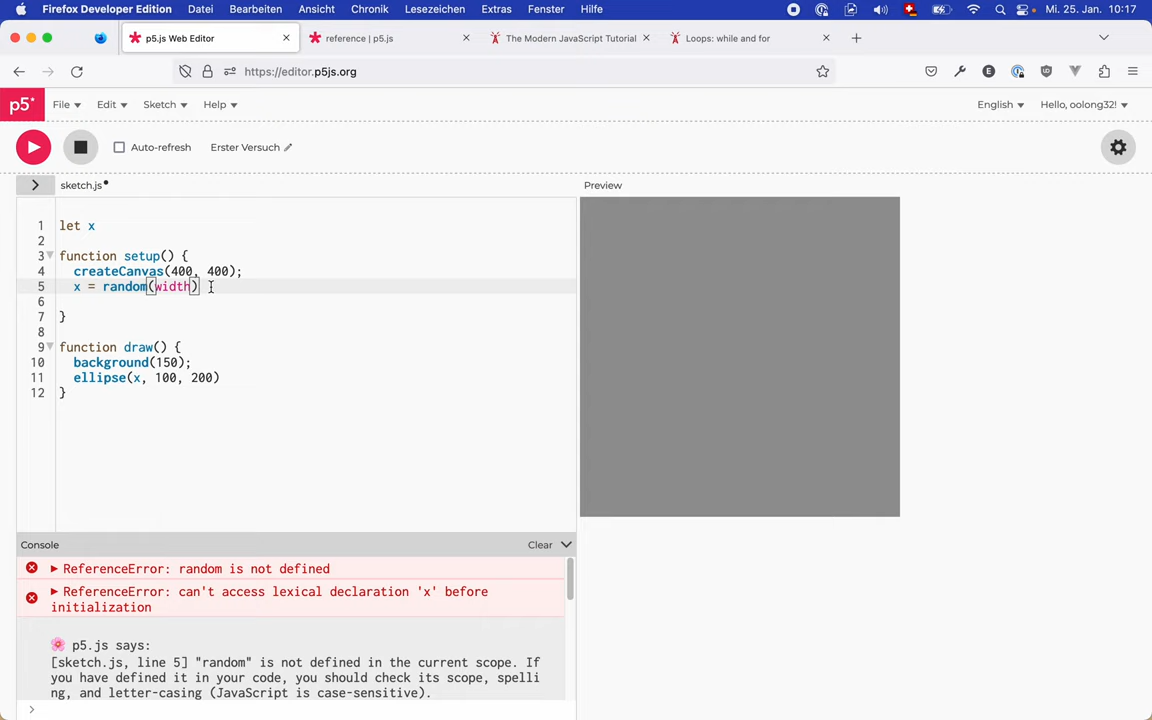 Firefox Developer Edition Datei Bearbeiten Ansicht Chronik Lesezeichen Extras Fenster Hilfe Mi. 25. Jan. 10:17
p5.js Web Editor reference | p5.js The Modern JavaScript Tutorial Loops: while and for
https://editor.p5js.org
p5* File Edit Sketch Help English Hello, oolong32!
Auto-refresh Erster Versuch
sketch.js Preview
1 let x
2
3 function setup() {
4 createCanvas(400, 400);
5 x = random(width)
6
7 }
8
9 function draw() {
10 background(150);
11 ellipse(x, 100, 200)
12 }
Console Clear
ReferenceError: random is not defined
ReferenceError: can't access lexical declaration 'x' before
initialization
🌸 p5.js says:
[sketch.js, line 5] "random" is not defined in the current scope. If
you have defined it in your code, you should check its scope, spelli
ng, and letter-casing (JavaScript is case-sensitive).
>